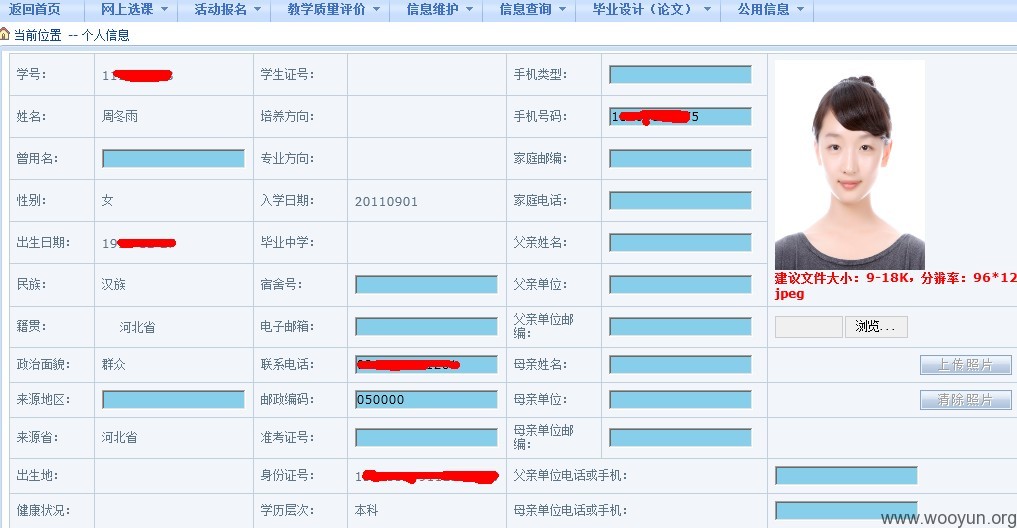 返回首页 网上选课 活动报名 教学质量评价 信息维护 信息查询 毕业设计（论文） 公用信息
当前位置 -- 个人信息
学号： 学生证号： 手机类型：
姓名： 周冬雨 培养方向： 手机号码：
曾用名： 专业方向： 家庭邮编：
性别： 女 入学日期： 20110901 家庭电话：
出生日期： 19 毕业中学： 父亲姓名：
建议文件大小：9-18K，分辨率：96*12
jpeg
民族： 汉族 宿舍号： 父亲单位：
籍贯： 河北省 电子邮箱： 父亲单位邮
编： 浏览...
政治面貌： 群众 联系电话： 母亲姓名： 上传照片
来源地区： 邮政编码： 050000 母亲单位： 清除照片
来源省： 河北省 准考证号： 母亲单位邮
编：
出生地： 身份证号： 父亲单位电话或手机：
健康状况： 学历层次： 本科 母亲单位电话或手机：
www.wooyun.org